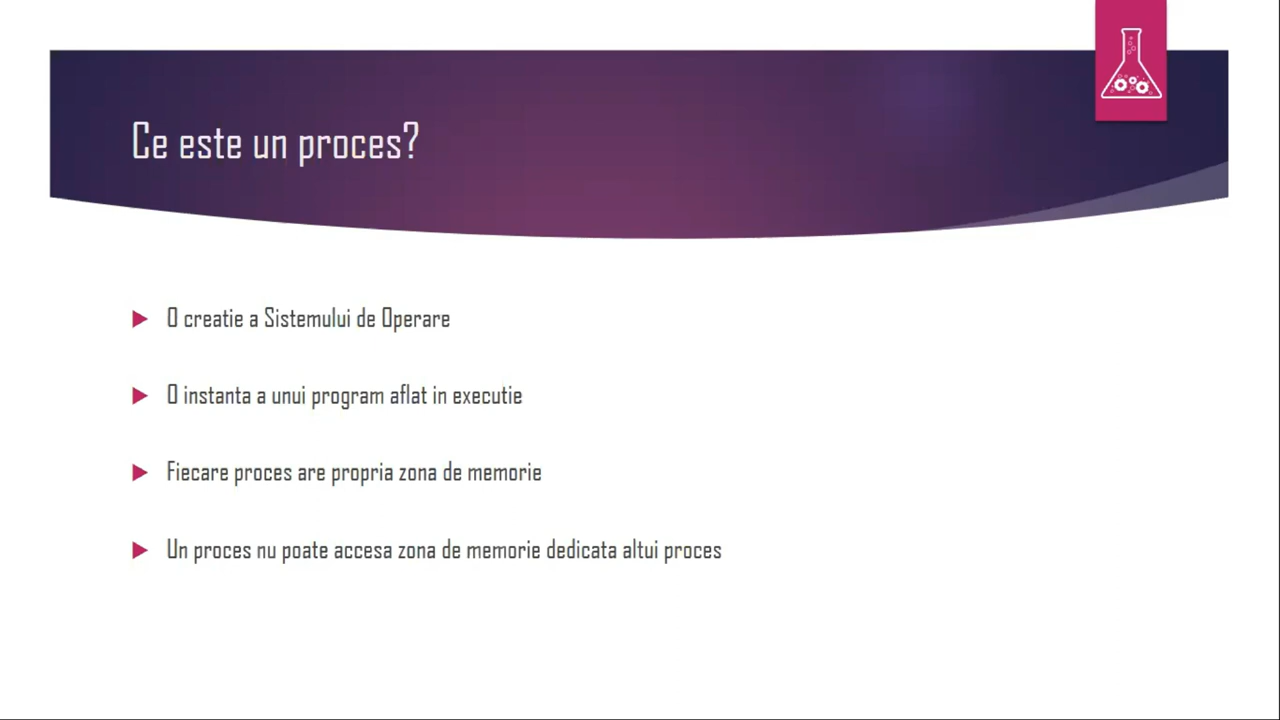 Ce este un proces?
O creatie a Sistemului de Operare
O instanta a unui program aflat in executie
Fiecare proces are propria zona de memorie
Un proces nu poate accesa zona de memorie dedicata altui proces